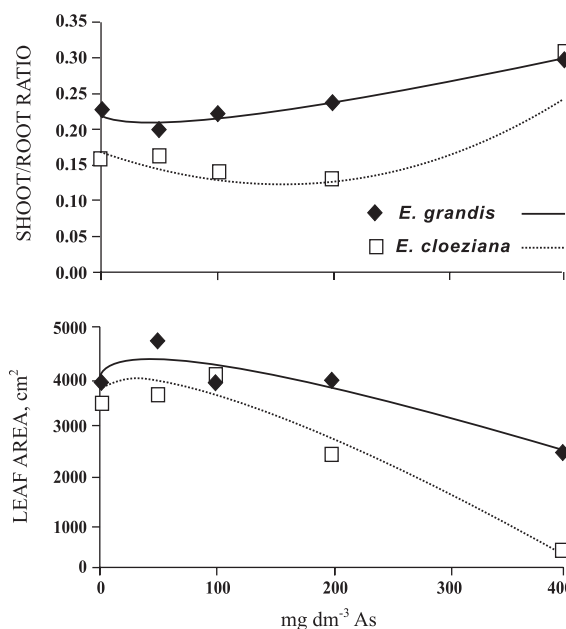 SHOOT/ROOT RATIO
0.35
0.30
0.25
0.20
0.15
0.10
0.05
0.00
E. grandis
E. cloeziana
LEAF AREA, cm²
5000
4000
3000
2000
1000
0
0 100 200 300 400
mg dm⁻³ As